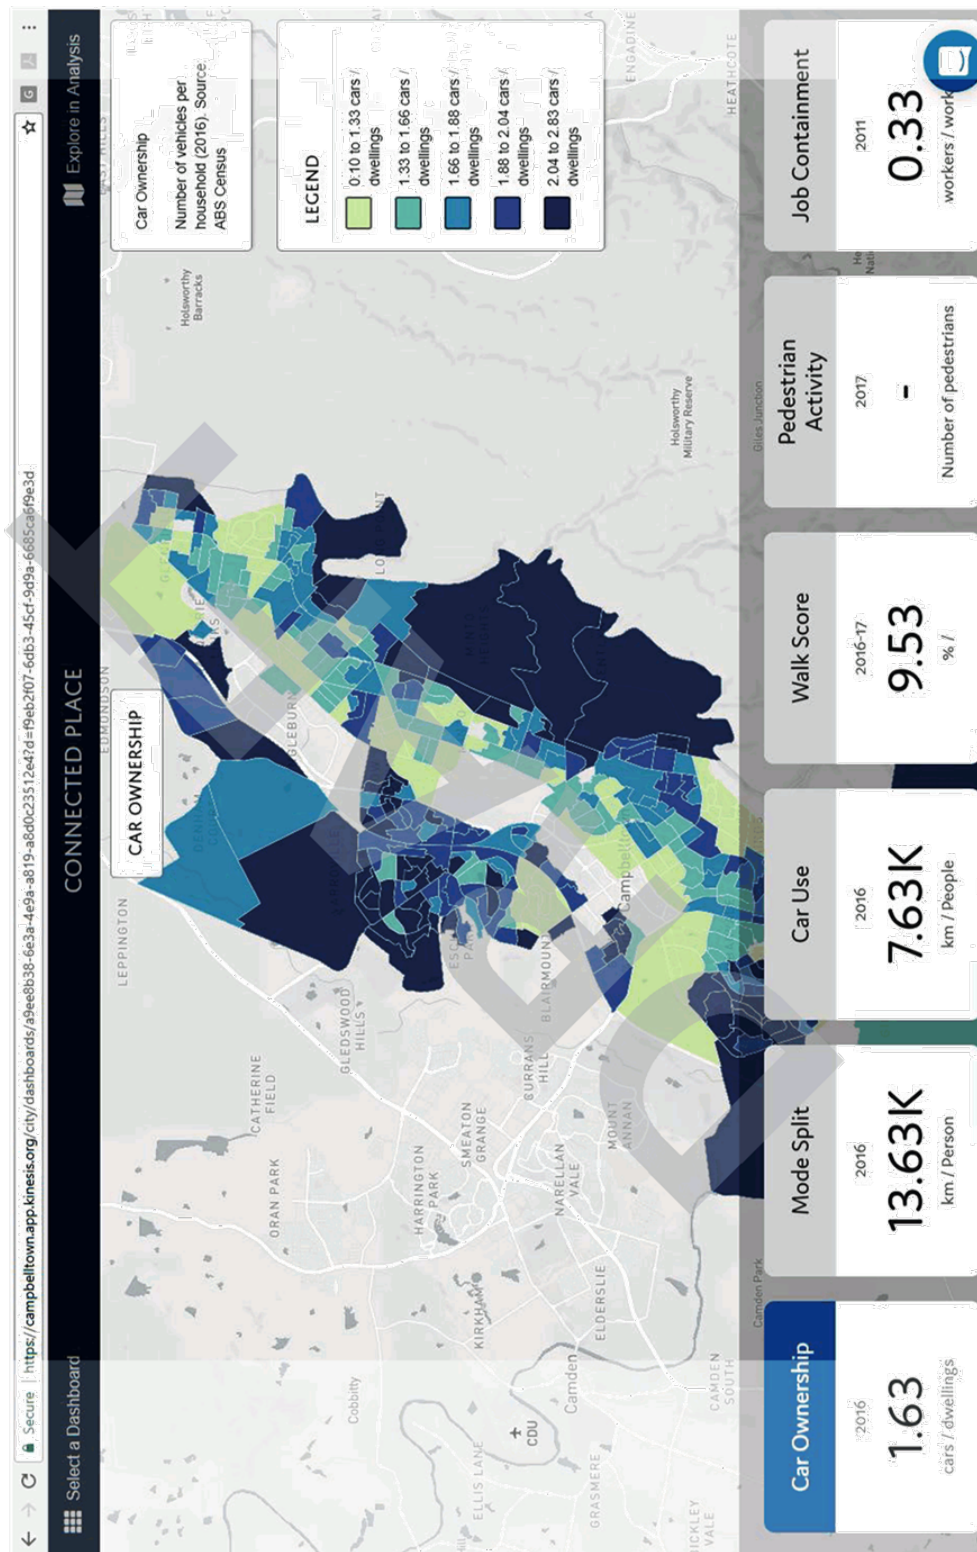 Secure
https://campbelltown.app.kinesis.org/city/dashboards/a9ee8b38-6e3a-4e9a-a819-a8d0c23512e4?d=f9eb2f07-6db3-45cf-9d9a-6685ca6f9e3d
Select a Dashboard
CONNECTED PLACE
Explore in Analysis
CAR OWNERSHIP
Car Ownership
Number of vehicles per
household (2016). Source:
ABS Census
LEGEND
0.10 to 1.33 cars /
dwellings
1.33 to 1.66 cars /
dwellings
1.66 to 1.88 cars /
dwellings
1.88 to 2.04 cars /
dwellings
2.04 to 2.83 cars /
dwellings
EDMONDSON
LEPPINGTON
Holsworthy
Barracks
ENGADINE
HEATHCOTE
CATHERINE
FIELD
GLEDSWOOD
HILLS
ORAN PARK
HARRINGTON
PARK
SMEATON
GRANGE
CURRANS
HILL
BLAIRMOUNT
Campbelltown
NARELLAN
VALE
MOUNT
ANNAN
KIRKHAM
ELDERSLIE
Cobbitty
Camden
CAMDEN
SOUTH
CDU
ELLIS LANE
GRASMERE
Holsworthy
Military Reserve
Giles Junction
Camden Park
DRAFT
Car Ownership
2016
1.63
cars / dwellings
Mode Split
2016
13.63K
km / Person
Car Use
2016
7.63K
km / People
Walk Score
2016-17
9.53
% /
Pedestrian
Activity
2017
-
Number of pedestrians
Job Containment
2011
0.33
workers / work